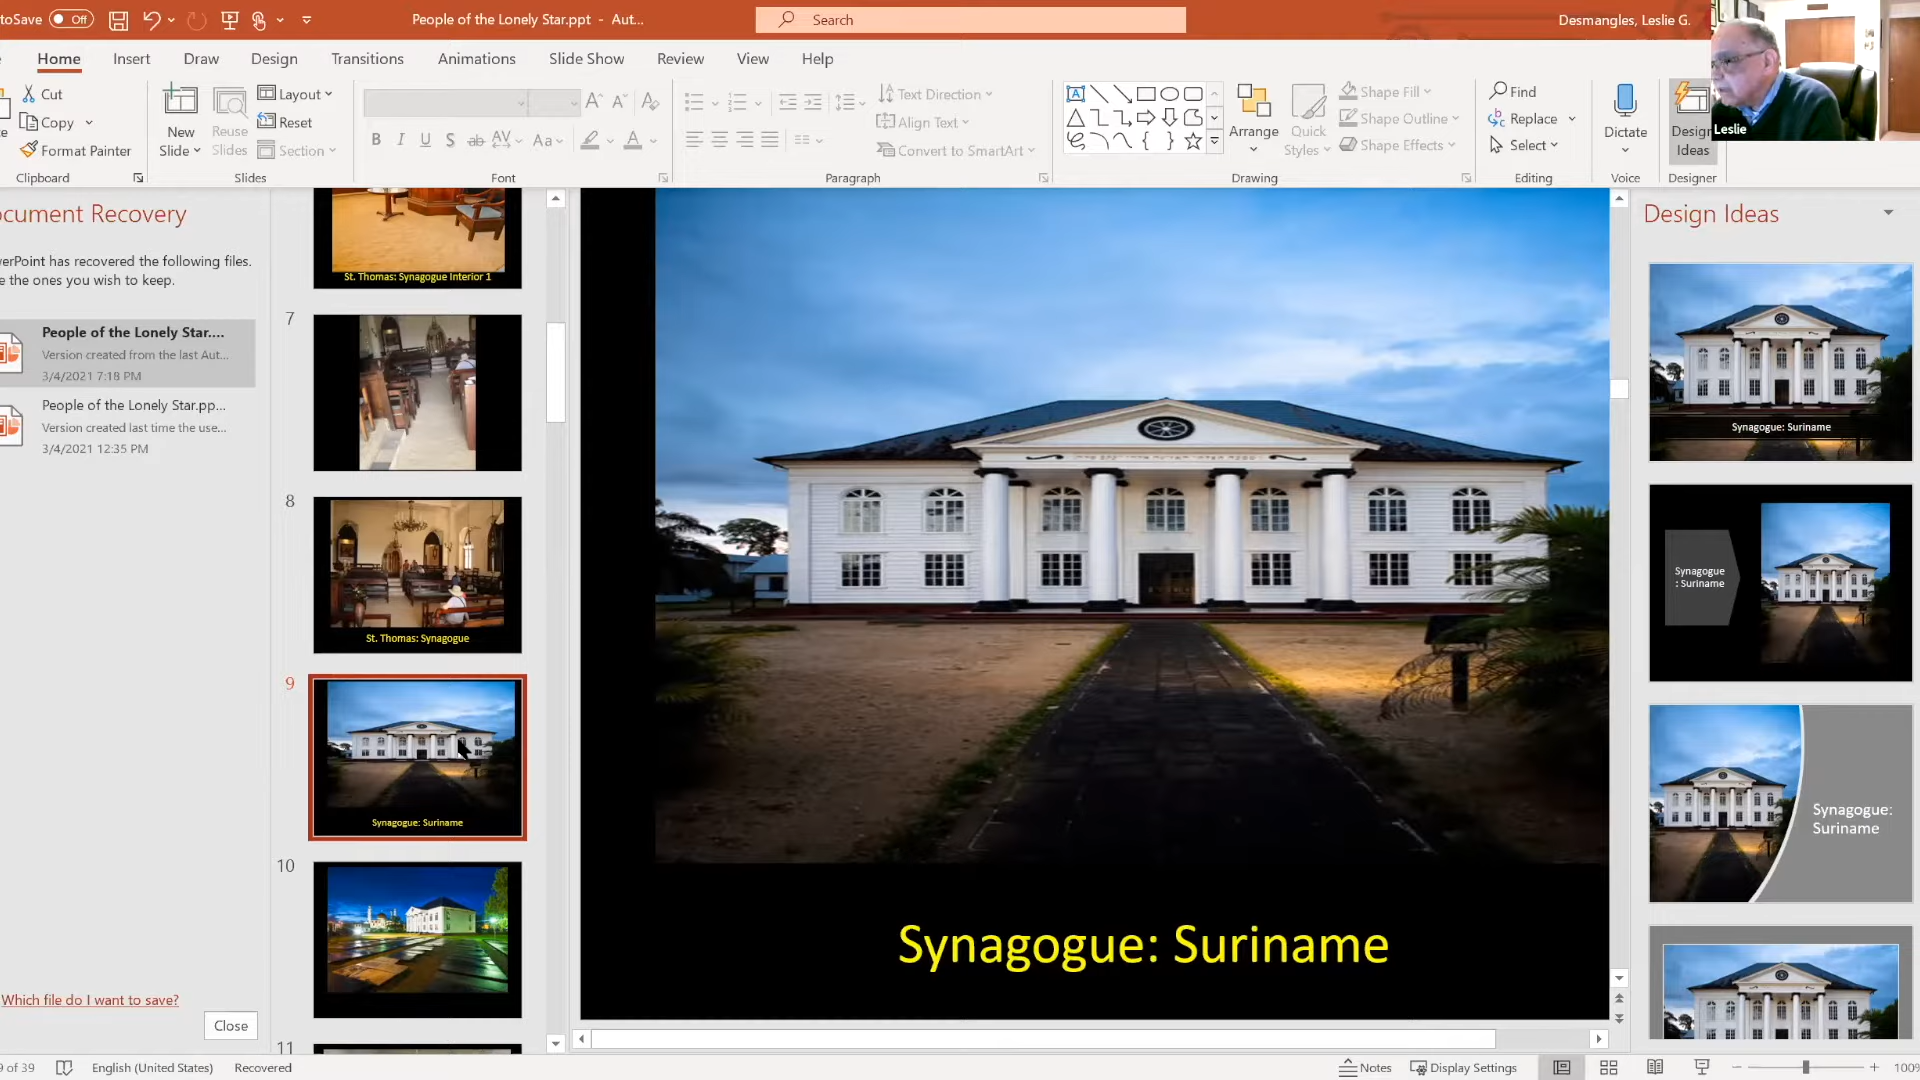 toSave Off
People of the Lonely Star.ppt - Aut...
Search
Desmangles, Leslie G.
Home Insert Draw Design Transitions Animations Slide Show Review View Help
Cut
Copy
Format Painter
Clipboard
New Slide
Reuse Slides
Layout
Reset
Section
Slides
Font
Text Direction
Align Text
Convert to SmartArt
Paragraph
Arrange
Quick Styles
Shape Fill
Shape Outline
Shape Effects
Drawing
Find
Replace
Select
Editing
Dictate
Voice
Design Ideas
Designer
Leslie
ocument Recovery
werPoint has recovered the following files.
e the ones you wish to keep.
People of the Lonely Star....
Version created from the last Aut...
3/4/2021 7:18 PM
People of the Lonely Star.pp...
Version created last time the use...
3/4/2021 12:35 PM
Which file do I want to save?
Close
St. Thomas: Synagogue Interior 1
7
8
St. Thomas: Synagogue
9
Synagogue: Suriname
10
11
Synagogue: Suriname
Design Ideas
Synagogue: Suriname
Synagogue
: Suriname
Synagogue:
Suriname
9 of 39 English (United States) Recovered
Notes Display Settings 100%